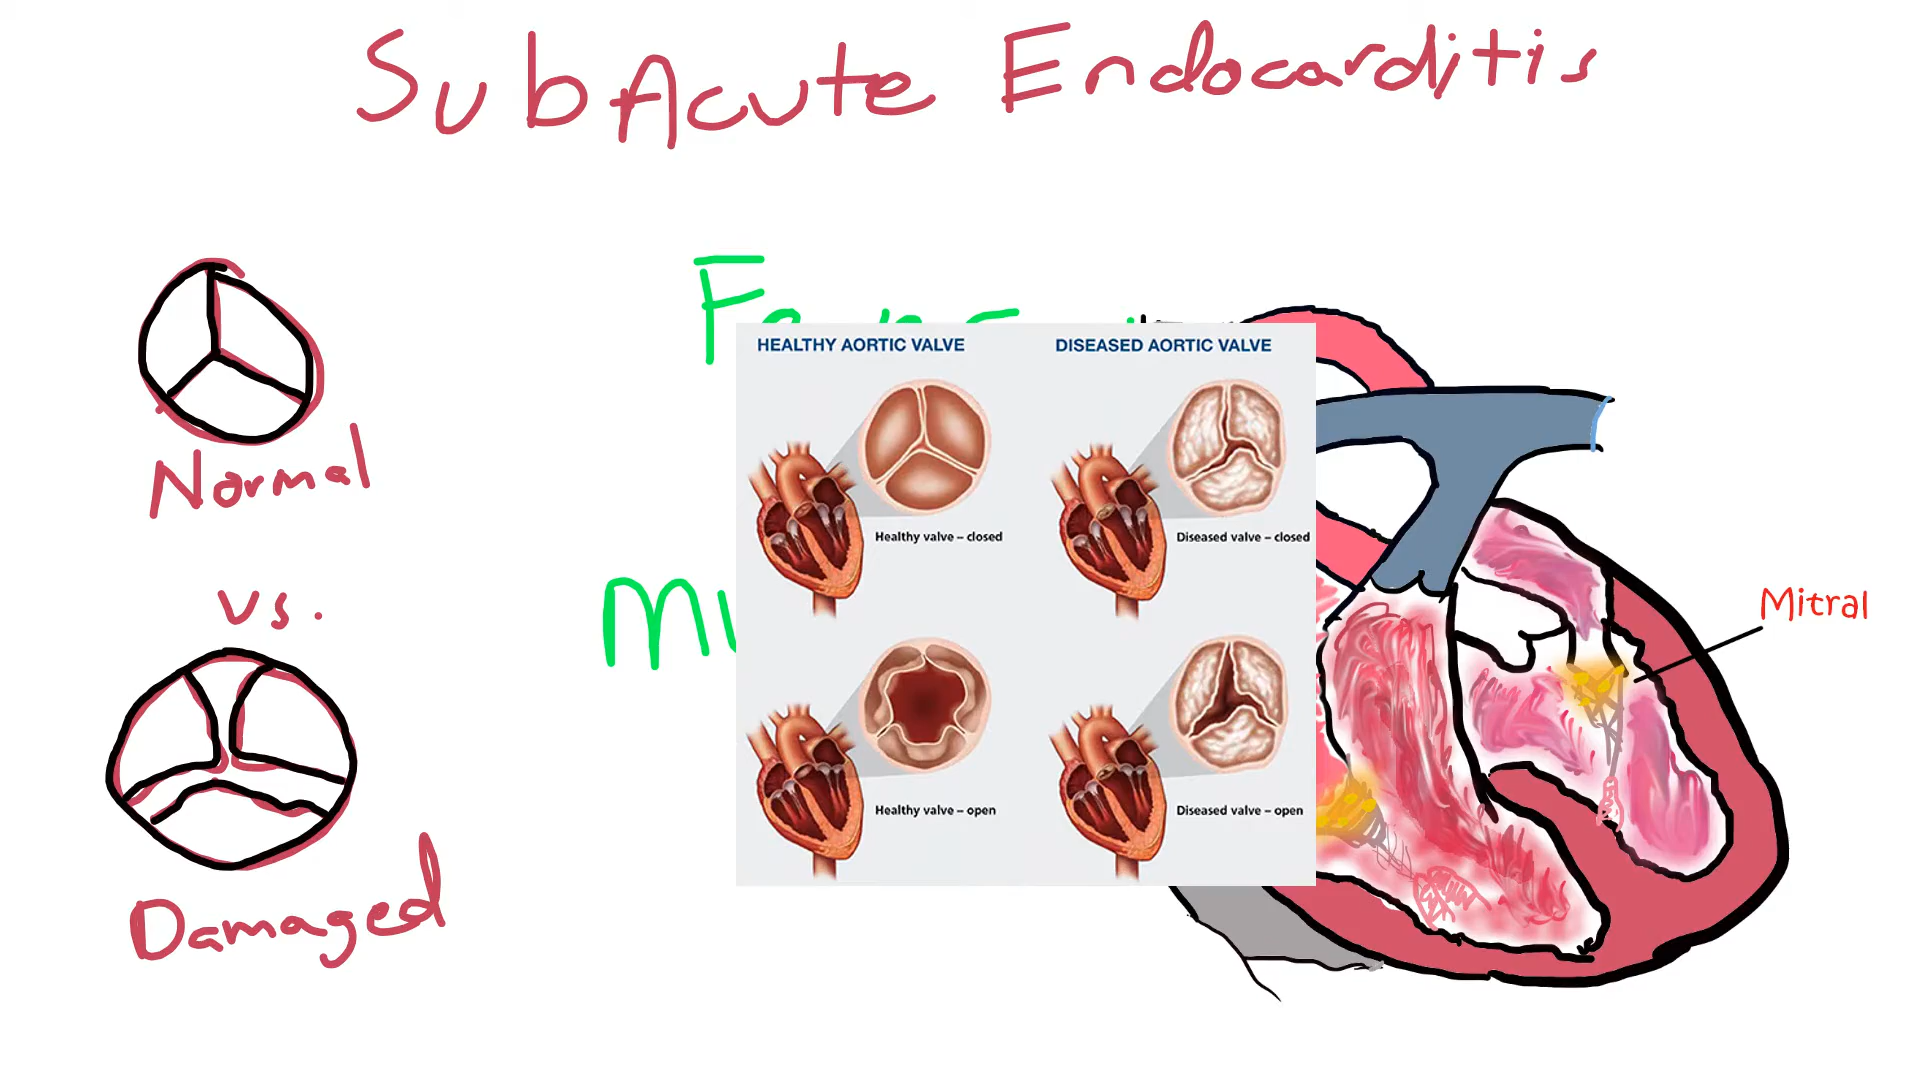 SubAcute Endocarditis
Normal
vs.
Damaged
HEALTHY AORTIC VALVE
DISEASED AORTIC VALVE
Healthy valve – closed
Diseased valve – closed
Healthy valve – open
Diseased valve – open
Mitral